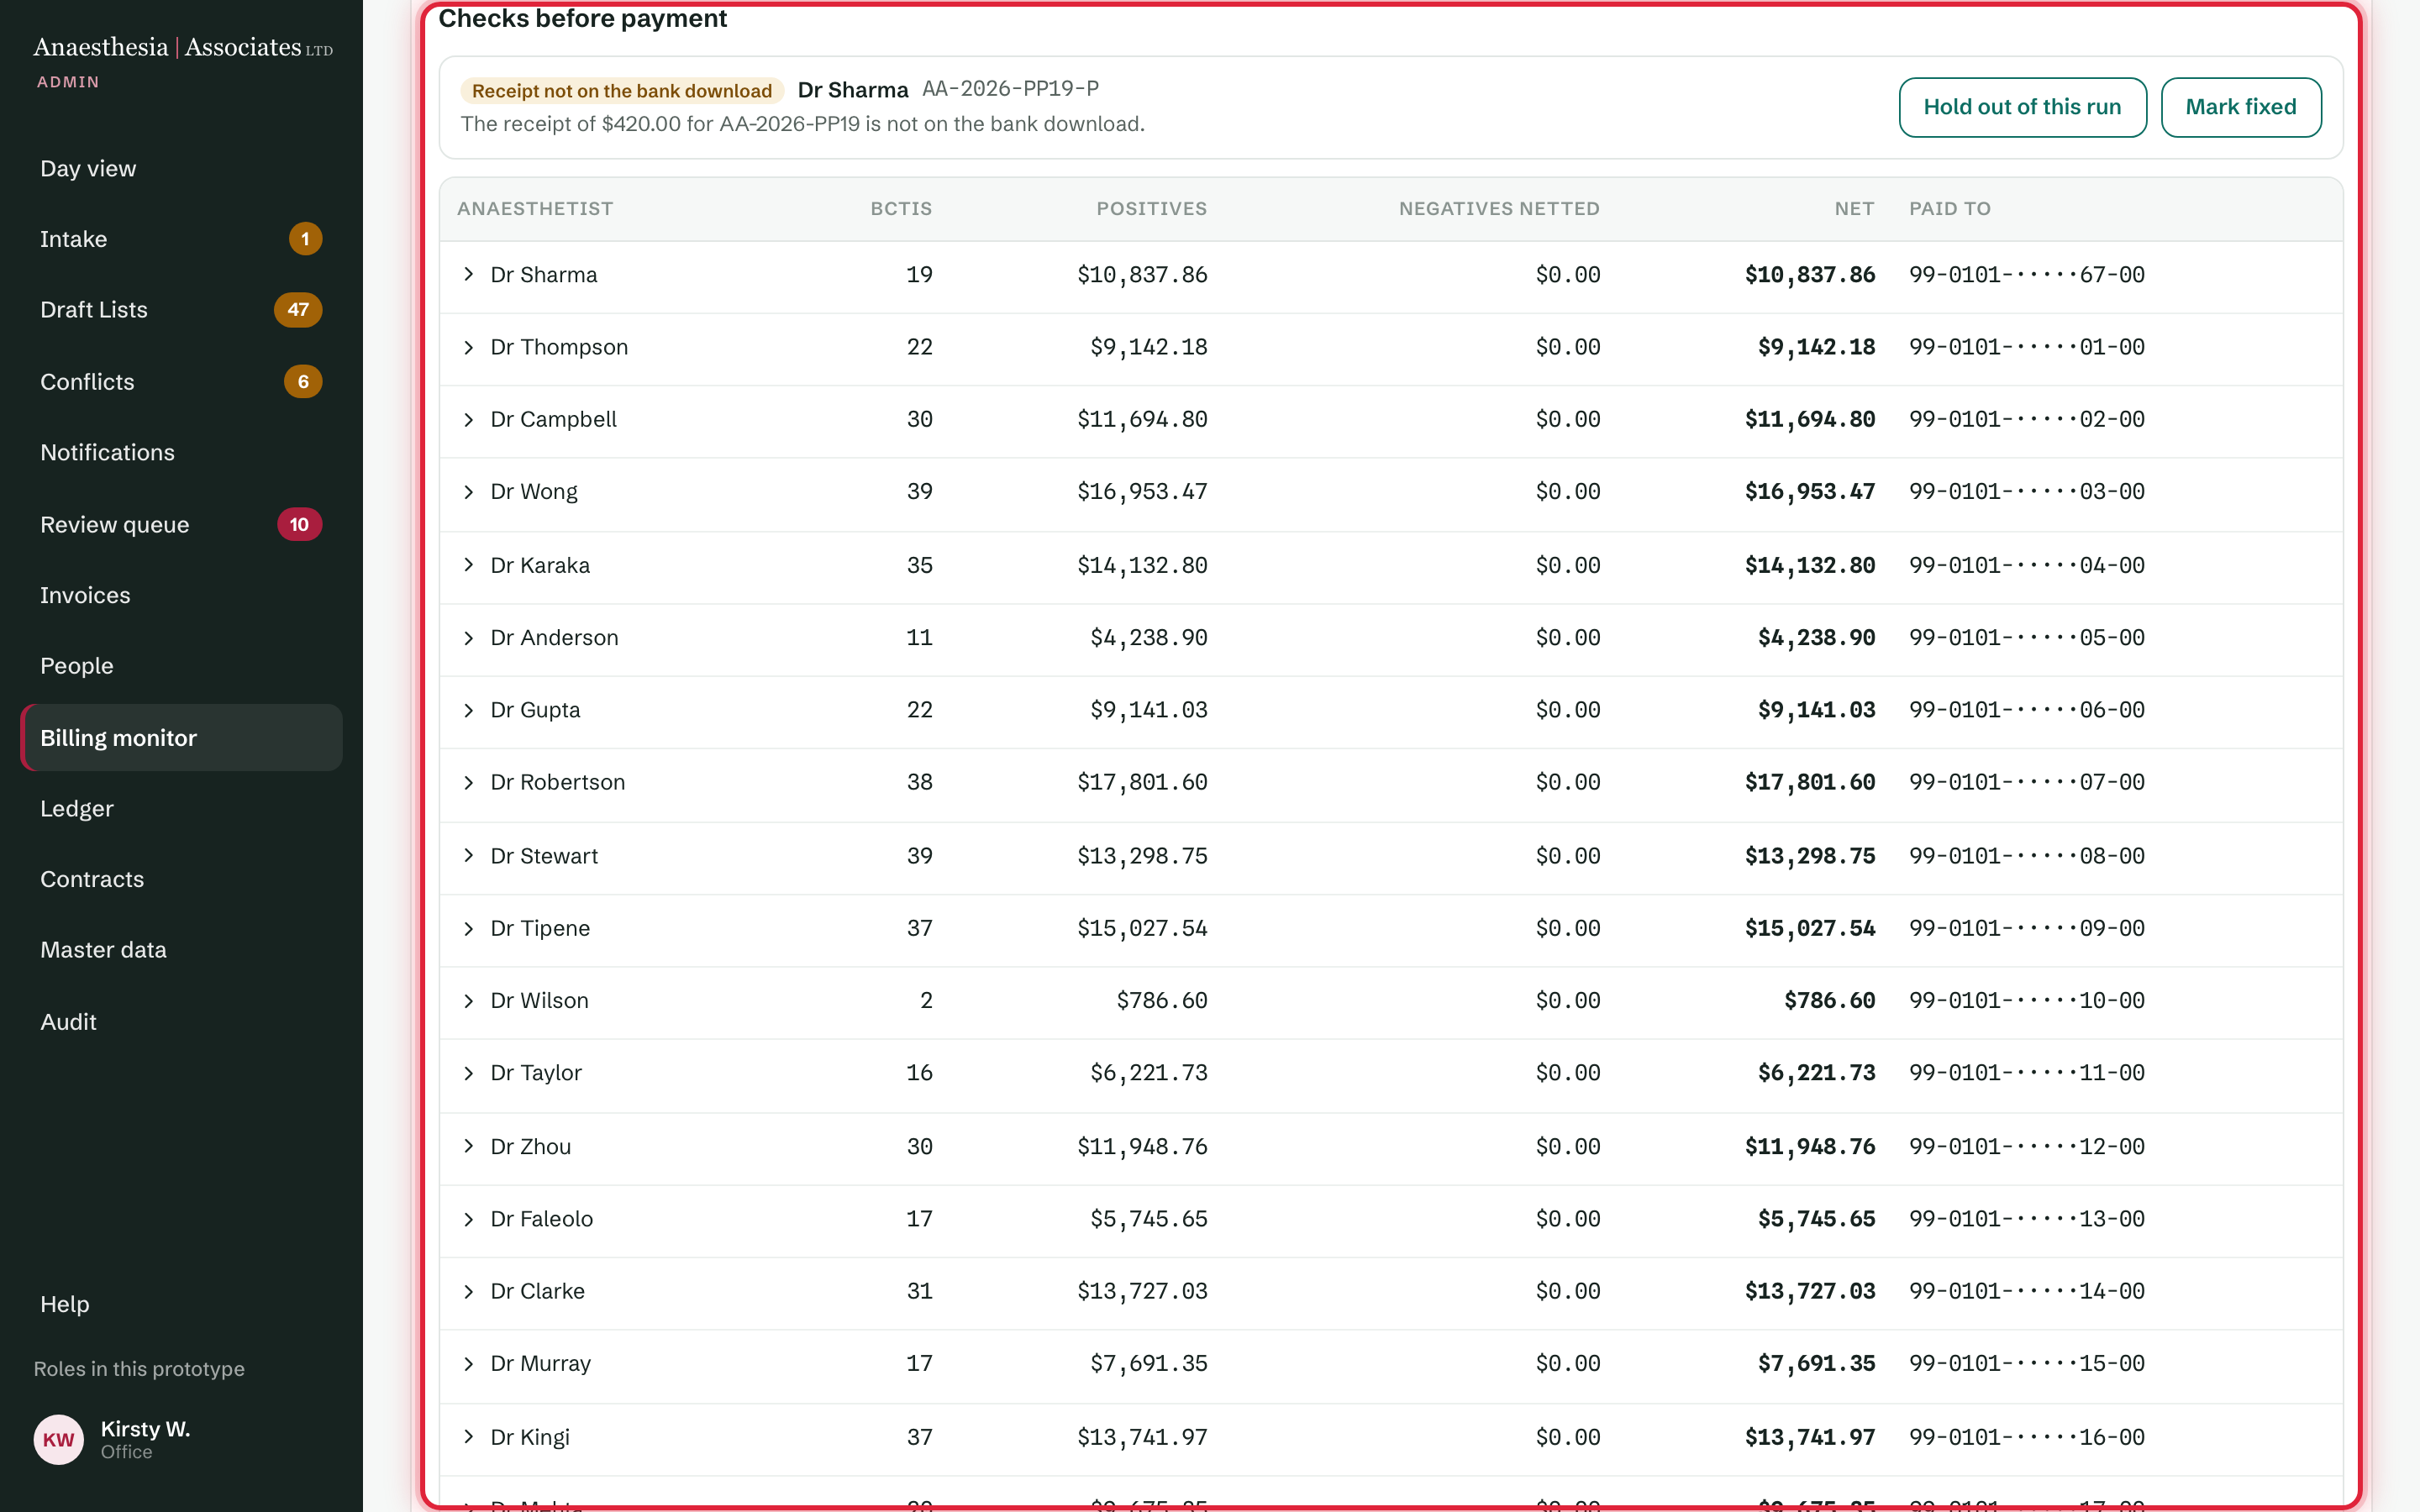 Anaesthesia | Associates LTD
ADMIN
Day view
Intake 1
Draft Lists 47
Conflicts 6
Notifications
Review queue 10
Invoices
People
Billing monitor
Ledger
Contracts
Master data
Audit
Help
Roles in this prototype
KW Kirsty W.
Office
Checks before payment
Receipt not on the bank download Dr Sharma AA-2026-PP19-P
The receipt of $420.00 for AA-2026-PP19 is not on the bank download.
Hold out of this run Mark fixed
ANAESTHETIST BCTIS POSITIVES NEGATIVES NETTED NET PAID TO
Dr Sharma 19 $10,837.86 $0.00 $10,837.86 99-0101-·····67-00
Dr Thompson 22 $9,142.18 $0.00 $9,142.18 99-0101-·····01-00
Dr Campbell 30 $11,694.80 $0.00 $11,694.80 99-0101-·····02-00
Dr Wong 39 $16,953.47 $0.00 $16,953.47 99-0101-·····03-00
Dr Karaka 35 $14,132.80 $0.00 $14,132.80 99-0101-·····04-00
Dr Anderson 11 $4,238.90 $0.00 $4,238.90 99-0101-·····05-00
Dr Gupta 22 $9,141.03 $0.00 $9,141.03 99-0101-·····06-00
Dr Robertson 38 $17,801.60 $0.00 $17,801.60 99-0101-·····07-00
Dr Stewart 39 $13,298.75 $0.00 $13,298.75 99-0101-·····08-00
Dr Tipene 37 $15,027.54 $0.00 $15,027.54 99-0101-·····09-00
Dr Wilson 2 $786.60 $0.00 $786.60 99-0101-·····10-00
Dr Taylor 16 $6,221.73 $0.00 $6,221.73 99-0101-·····11-00
Dr Zhou 30 $11,948.76 $0.00 $11,948.76 99-0101-·····12-00
Dr Faleolo 17 $5,745.65 $0.00 $5,745.65 99-0101-·····13-00
Dr Clarke 31 $13,727.03 $0.00 $13,727.03 99-0101-·····14-00
Dr Murray 17 $7,691.35 $0.00 $7,691.35 99-0101-·····15-00
Dr Kingi 37 $13,741.97 $0.00 $13,741.97 99-0101-·····16-00